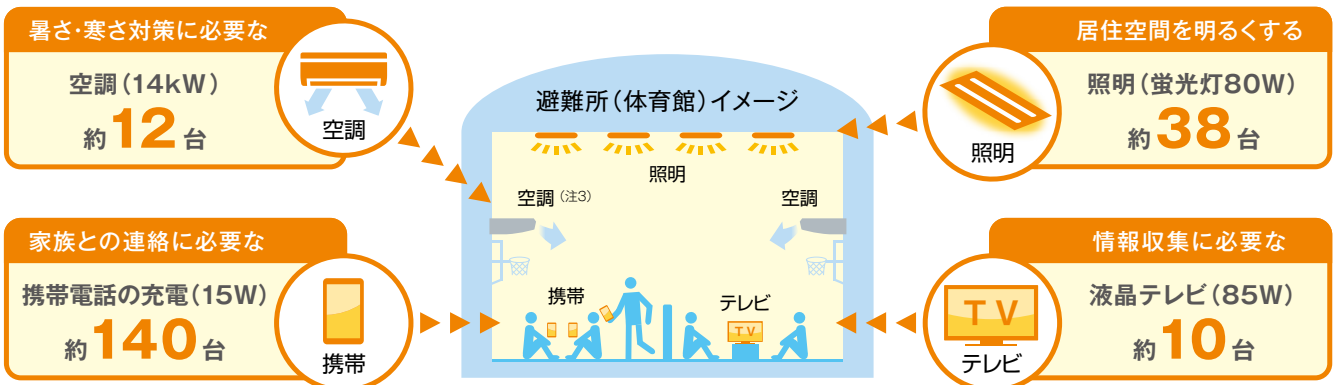 暑さ・寒さ対策に必要な
空調(14kW)
約12台
空調
家族との連絡に必要な
携帯電話の充電(15W)
約140台
携帯
避難所(体育館)イメージ
照明
空調(注3)
空調
携帯
テレビ
TV
居住空間を明るくする
照明(蛍光灯80W)
約38台
照明
情報収集に必要な
液晶テレビ(85W)
約10台
TV
テレビ